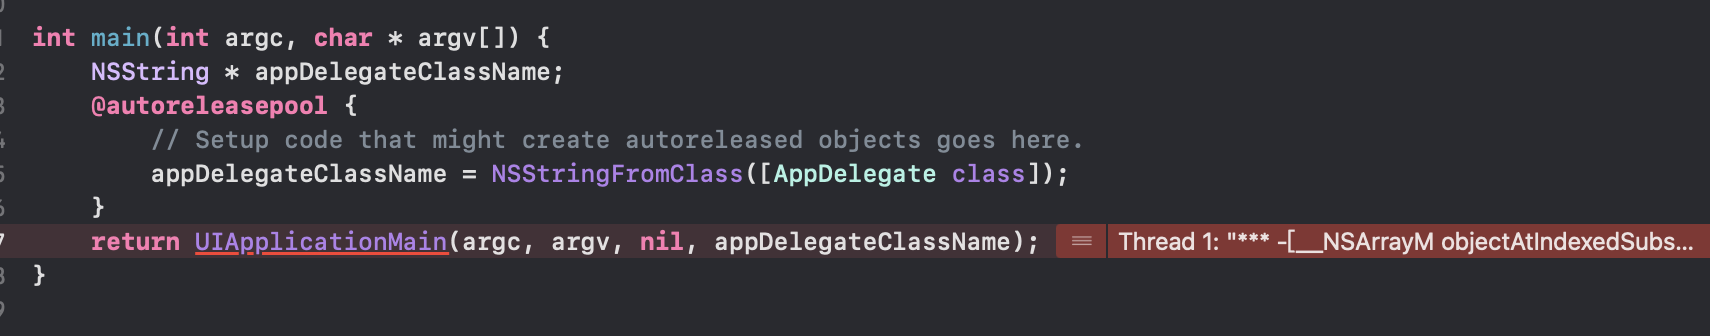 int main(int argc, char * argv[]) {
NSString * appDelegateClassName;
@autoreleasepool {
// Setup code that might create autoreleased objects goes here.
appDelegateClassName = NSStringFromClass([AppDelegate class]);
}
return UIApplicationMain(argc, argv, nil, appDelegateClassName); Thread 1: "*** -[__NSArrayM objectAtIndexedSubs...
}